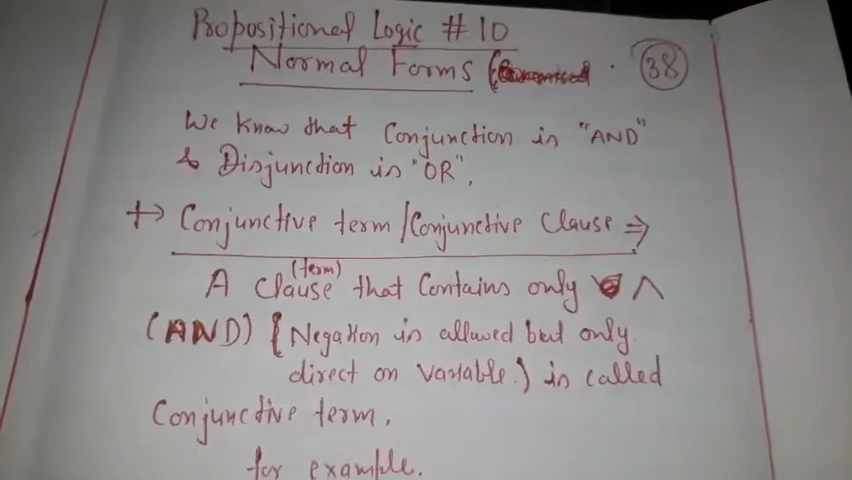 Propositional Logic # 10
Normal Forms (
38
We know that Conjunction is "AND"
& Disjunction is "OR".
Conjunctive term/Conjunctive Clause ⇒
(term)
A clause that Contains only ∧
(AND) (Negation is allowed but only
direct on variable.) is called
Conjunctive term.
for example.